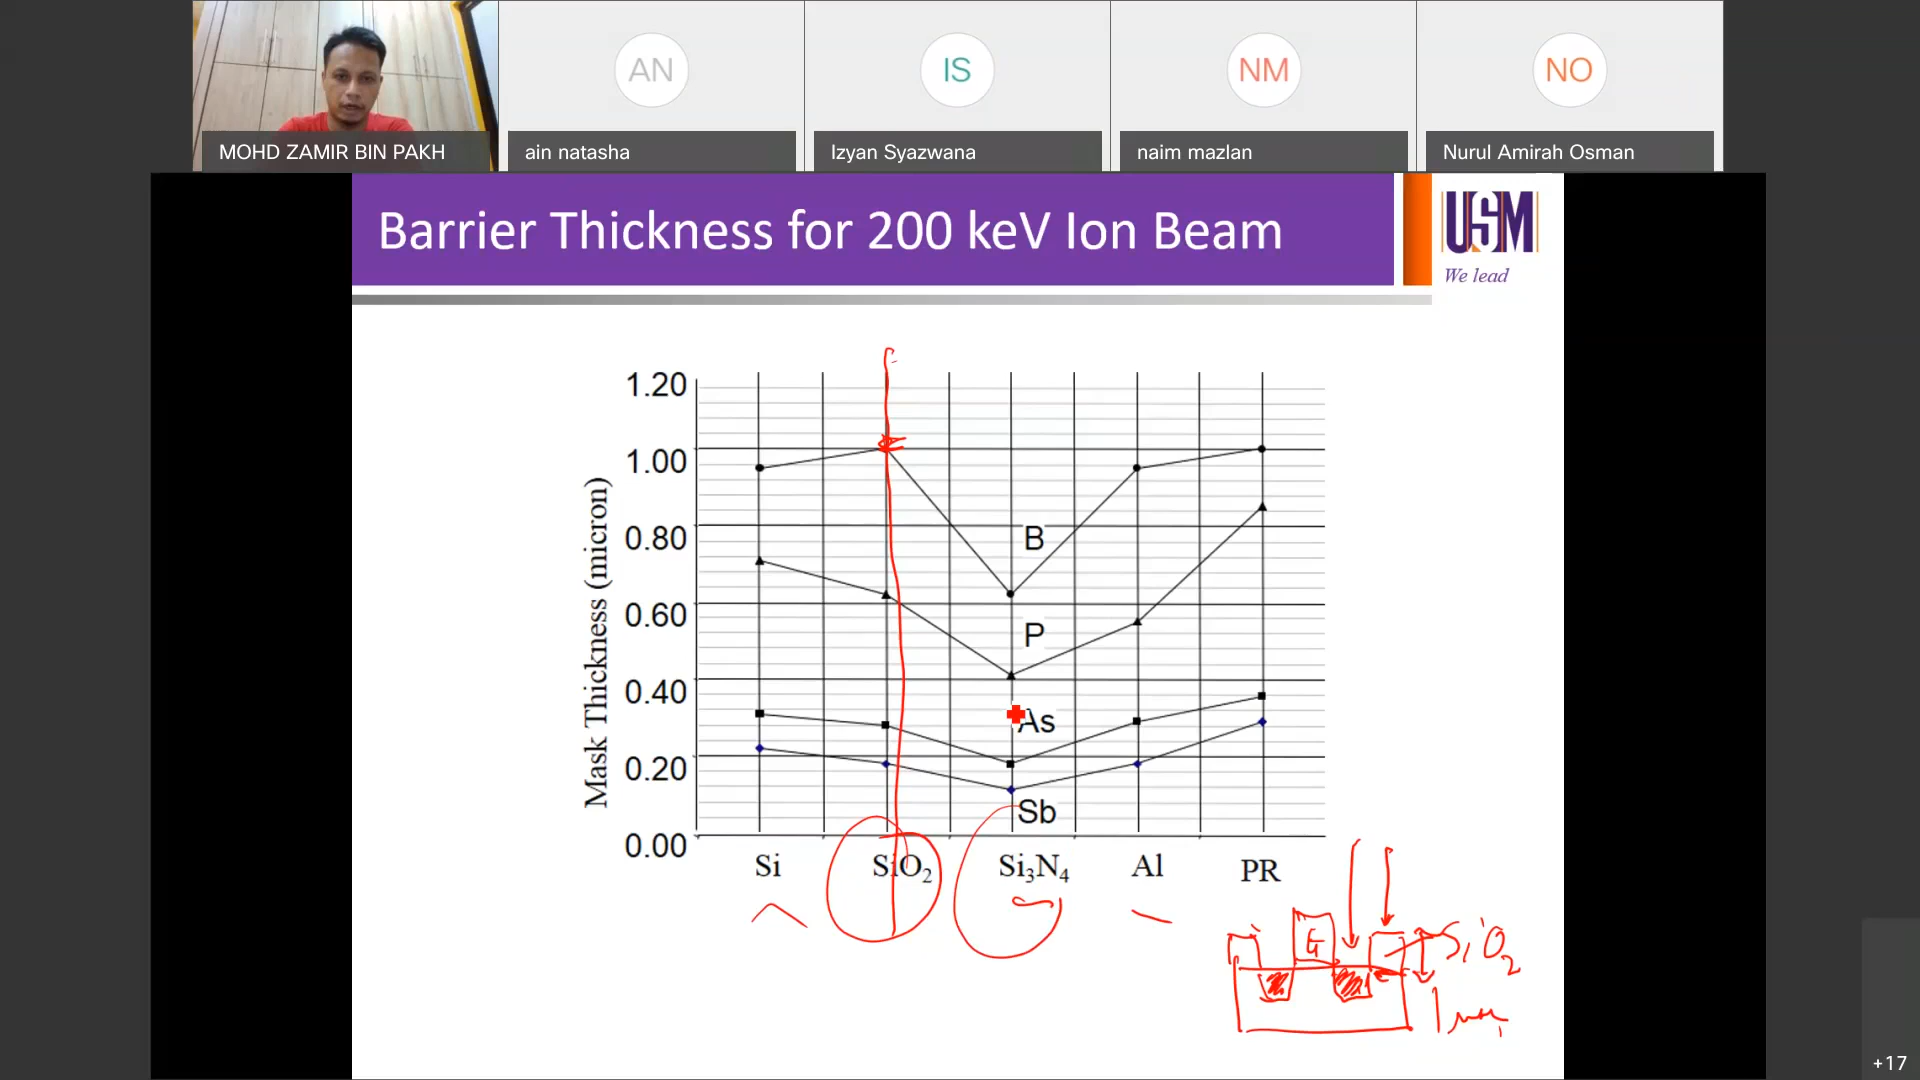 AN
IS
NM
NO
MOHD ZAMIR BIN PAKH
ain natasha
Izyan Syazwana
naim mazlan
Nurul Amirah Osman
Barrier Thickness for 200 keV Ion Beam
USM
We lead
Mask Thickness (micron)
1.20
1.00
0.80
0.60
0.40
0.20
0.00
B
P
As
Sb
Si
SiO₂
Si₃N₄
Al
PR
G
SiO₂
+17